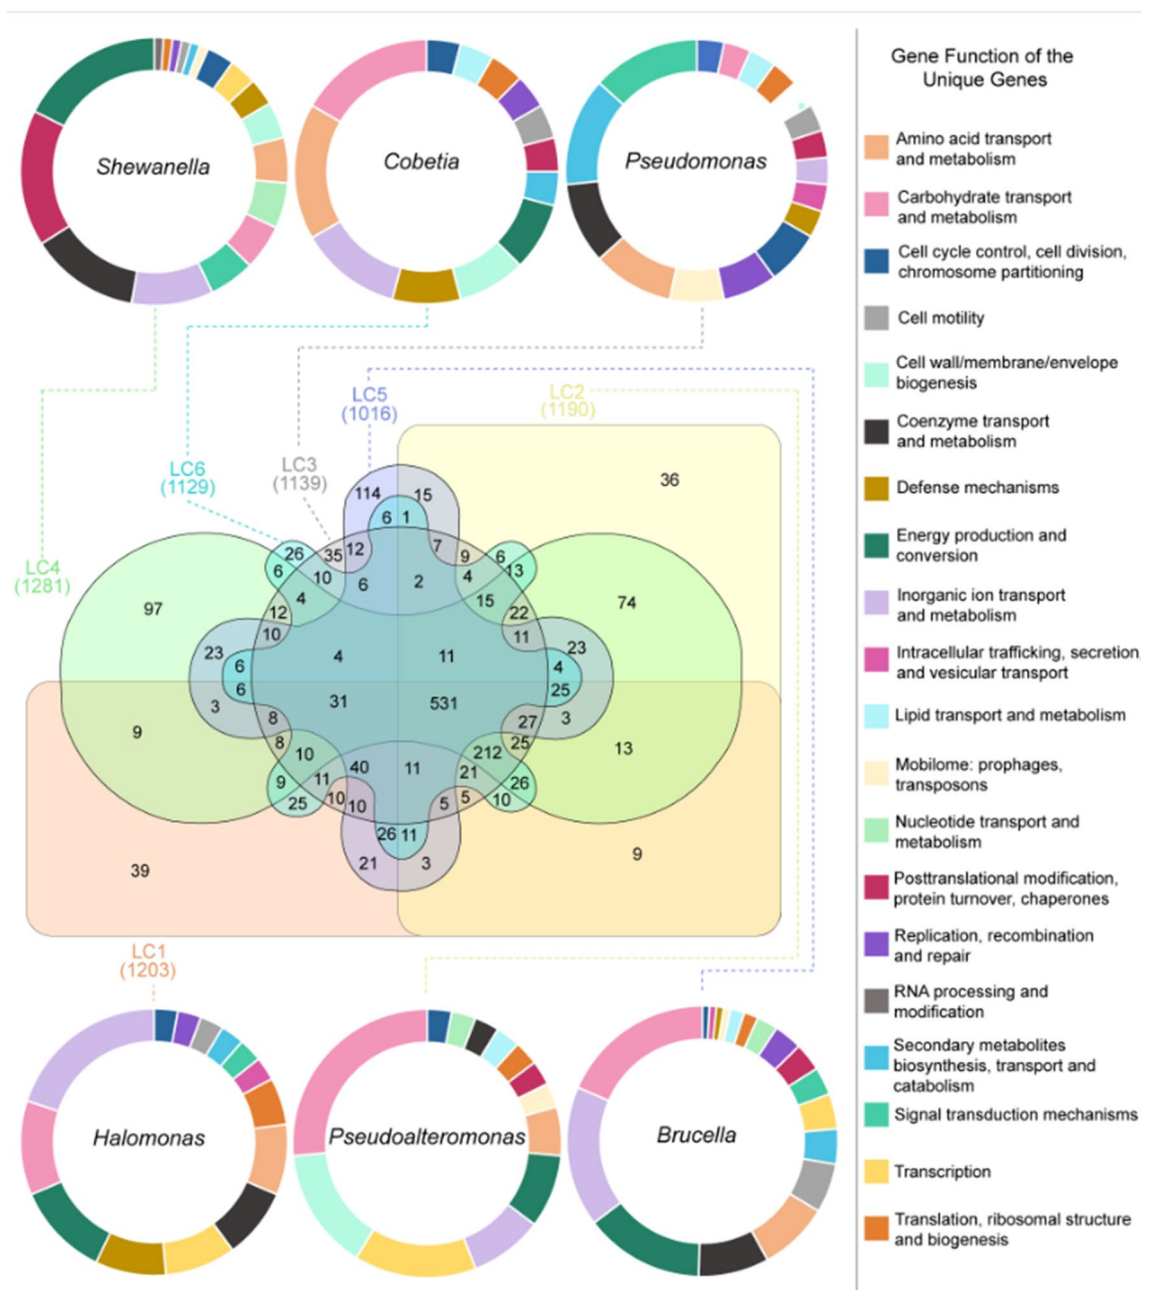 Shewanella
Cobetia
Pseudomonas
Gene Function of the
Unique Genes
Amino acid transport
and metabolism
Carbohydrate transport
and metabolism
Cell cycle control, cell division,
chromosome partitioning
Cell motility
Cell wall/membrane/envelope
biogenesis
Coenzyme transport
and metabolism
Defense mechanisms
Energy production and
conversion
Inorganic ion transport
and metabolism
Intracellular trafficking, secretion
and vesicular transport
Lipid transport and metabolism
Mobilome: prophages,
transposons
Nucleotide transport and
metabolism
Posttranslational modification,
protein turnover, chaperones
Replication, recombination
and repair
RNA processing and
modification
Secondary metabolites
biosynthesis, transport and
catabolism
Signal transduction mechanisms
Transcription
Translation, ribosomal structure
and biogenesis
LC5
(1016)
LC2
(1190)
LC3
(1139)
LC6
(1129)
LC4
(1281)
36
114 15
6 1
26 35 12 7 9 6
6 10 6 2 4 13
97 12 4 15 22 74
10 11
23 6 4 11 4 23
6 31 531 25
3 8 27 3
9 8 10 212 25 13
9 11 40 11 21 26
25 10 10 5 5 10
26 11
39 21 3 9
LC1
(1203)
Halomonas
Pseudoalteromonas
Brucella